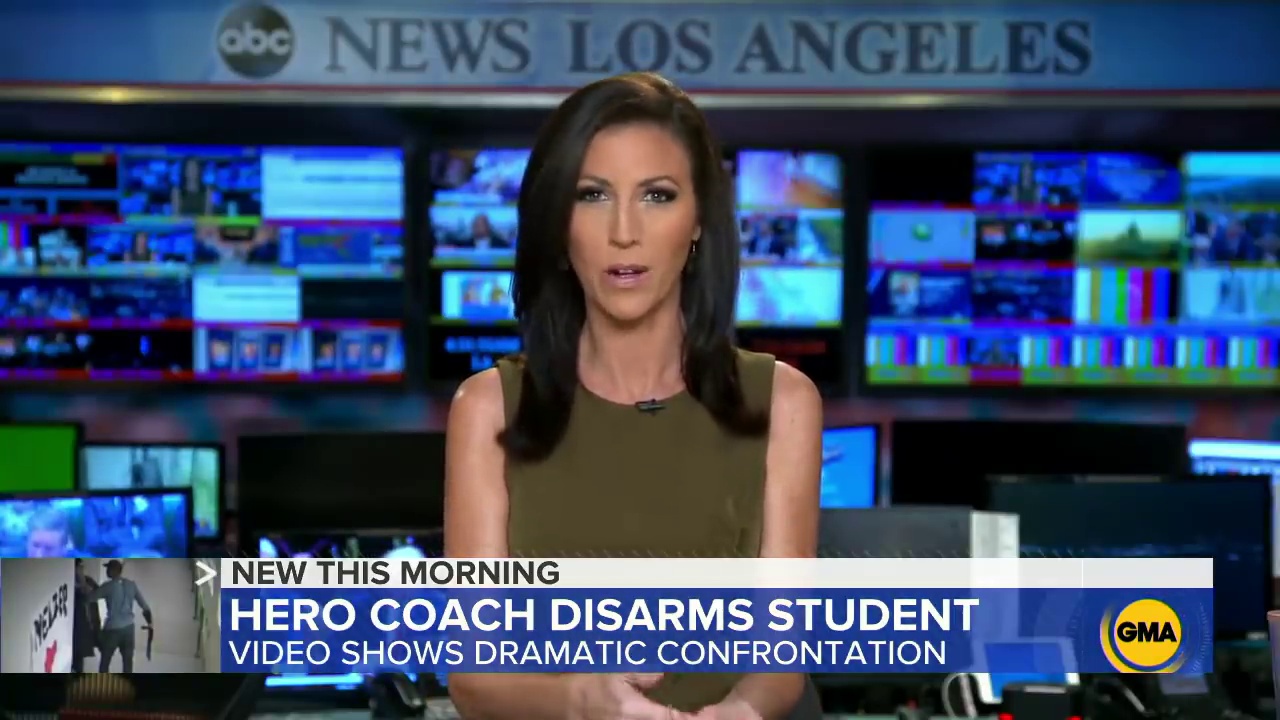 abc NEWS LOS ANGELES
NEW THIS MORNING
HERO COACH DISARMS STUDENT
VIDEO SHOWS DRAMATIC CONFRONTATION
GMA